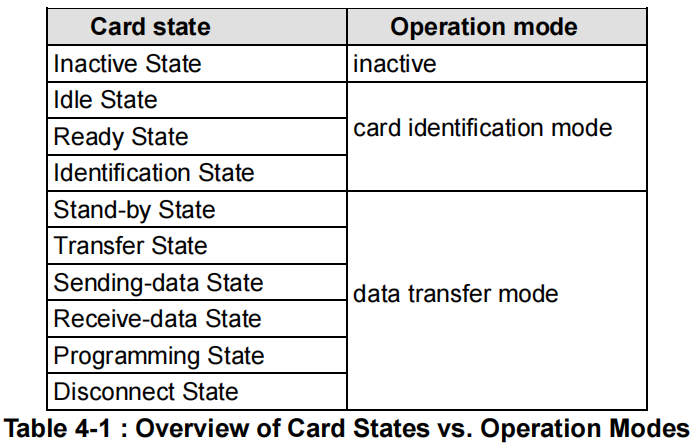 Card state Operation mode
Inactive State inactive
Idle State
Ready State card identification mode
Identification State
Stand-by State
Transfer State
Sending-data State data transfer mode
Receive-data State
Programming State
Disconnect State
Table 4-1 : Overview of Card States vs. Operation Modes